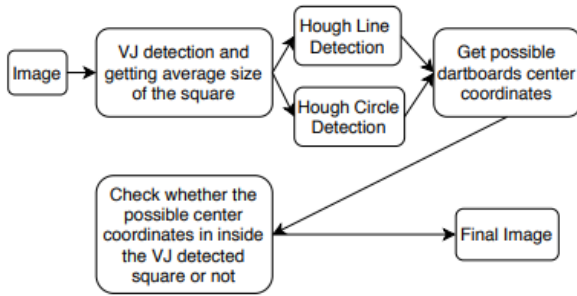 Image
VJ detection and
getting average size
of the square
Hough Line
Detection
Hough Circle
Detection
Get possible
dartboards center
coordinates
Check whether the
possible center
coordinates in inside
the VJ detected
square or not
Final Image